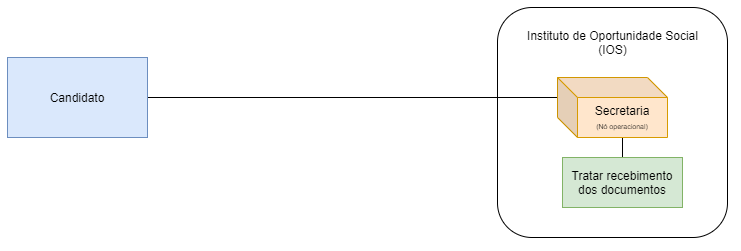 Instituto de Oportunidade Social
(IOS)
Candidato
Secretaria
(Nó operacional)
Tratar recebimento
dos documentos